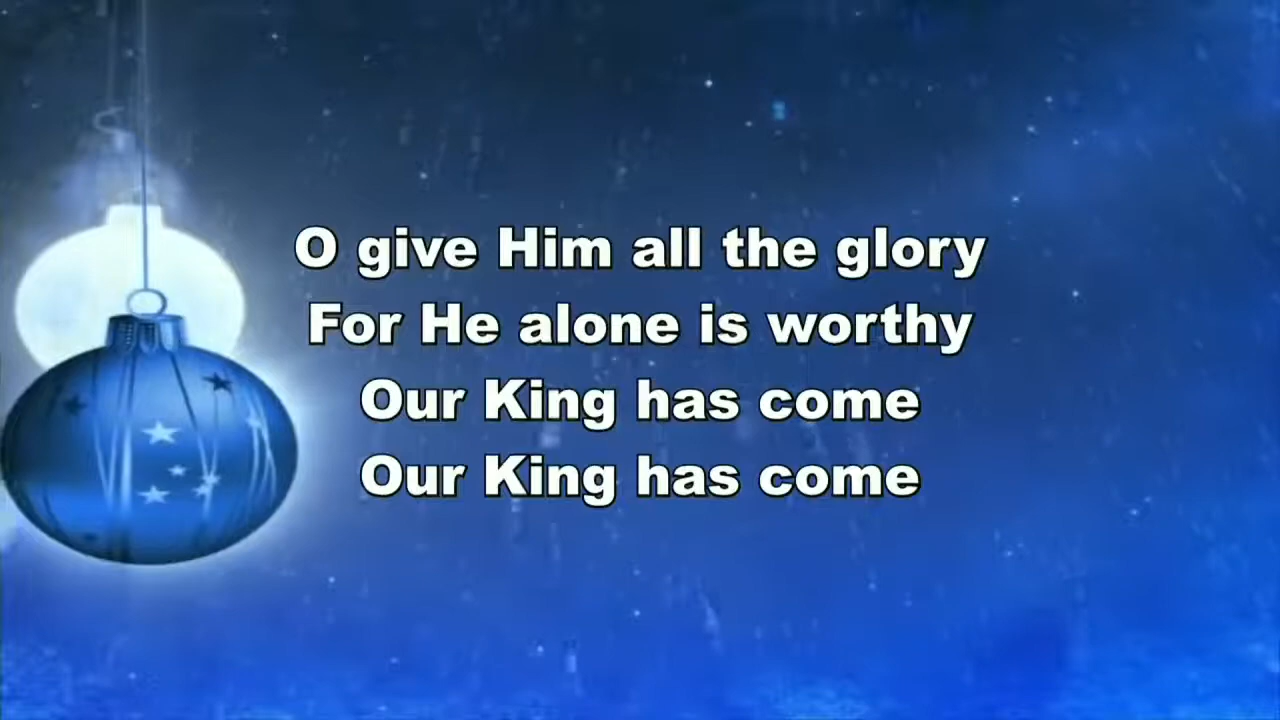 O give Him all the glory
For He alone is worthy
Our King has come
Our King has come